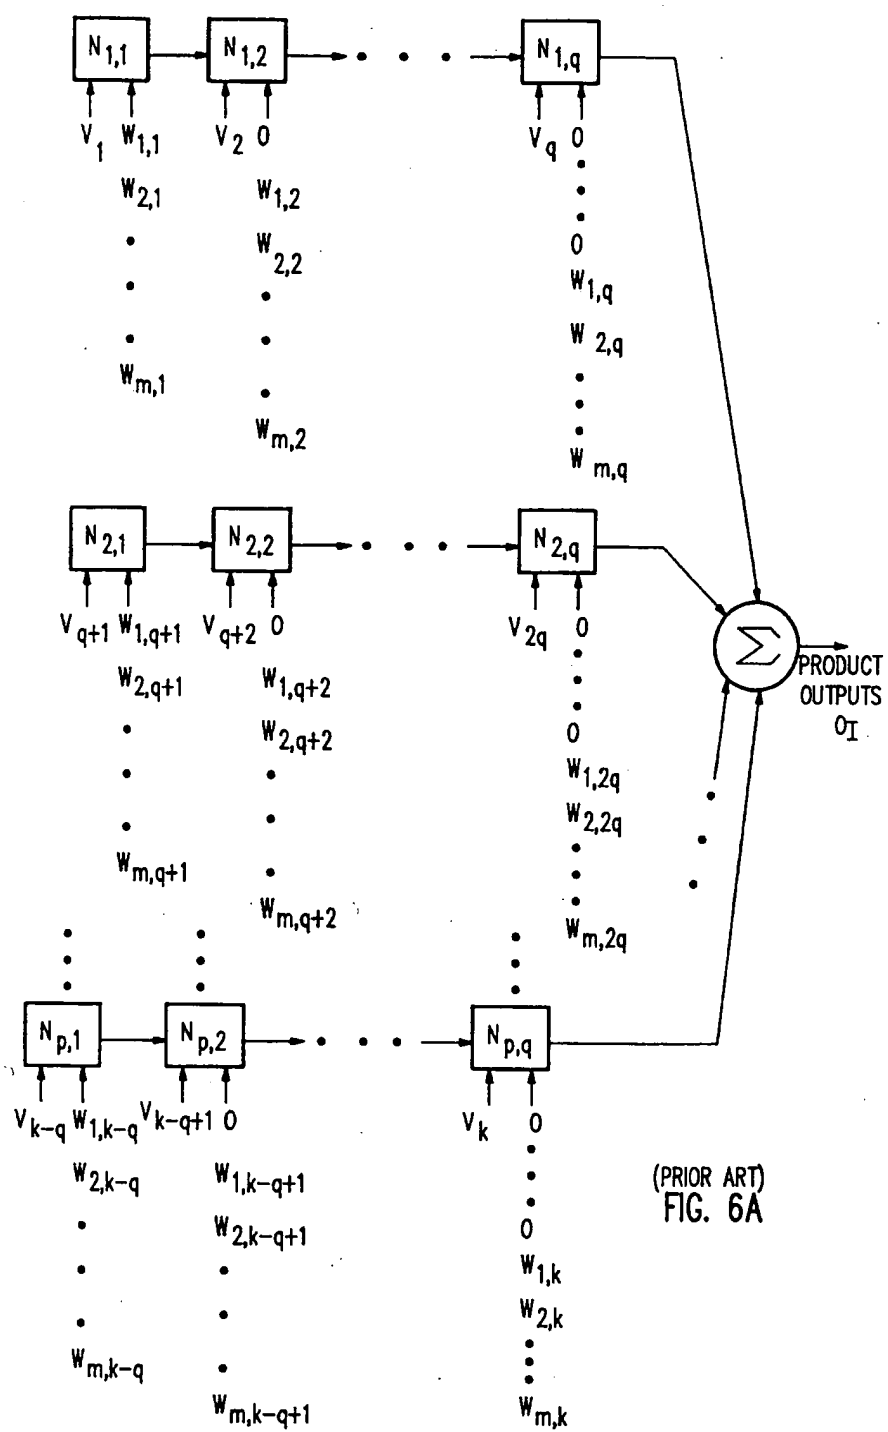 N1,1 N1,2 N1,q
V1 W1,1 V2 0 Vq 0
W2,1 W1,2
W2,2 0
W1,q
W2,q
Wm,1
Wm,2
Wm,q
N2,1 N2,2 N2,q
Vq+1 W1,q+1 Vq+2 0 V2q 0
Σ
PRODUCT
OUTPUTS
OI
W2,q+1 W1,q+2
W2,q+2 0
W1,2q
W2,2q
Wm,q+1
Wm,q+2 Wm,2q
Np,1 Np,2 Np,q
Vk-q W1,k-q Vk-q+1 0 Vk 0
W2,k-q W1,k-q+1
W2,k-q+1 0
W1,k
W2,k
Wm,k-q
Wm,k-q+1 Wm,k
(PRIOR ART)
FIG. 6A